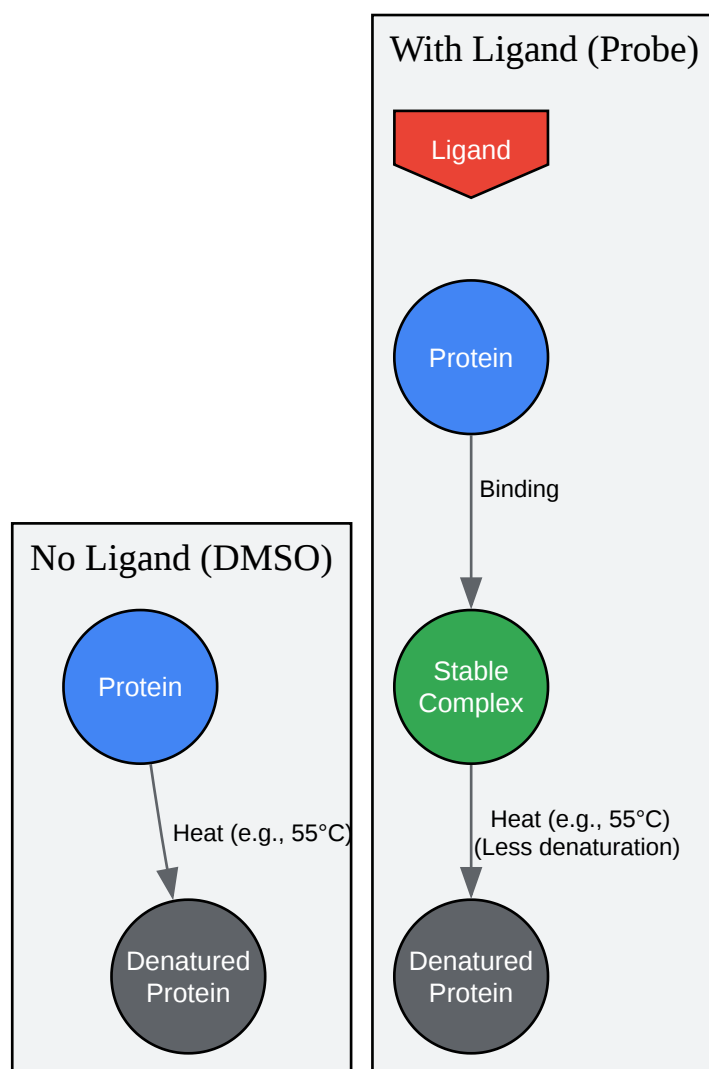 With Ligand (Probe)
Ligand
Protein
Binding
Stable
Complex
Heat (e.g., 55°C)
(Less denaturation)
Denatured
Protein
No Ligand (DMSO)
Protein
Heat (e.g., 55°C)
Denatured
Protein